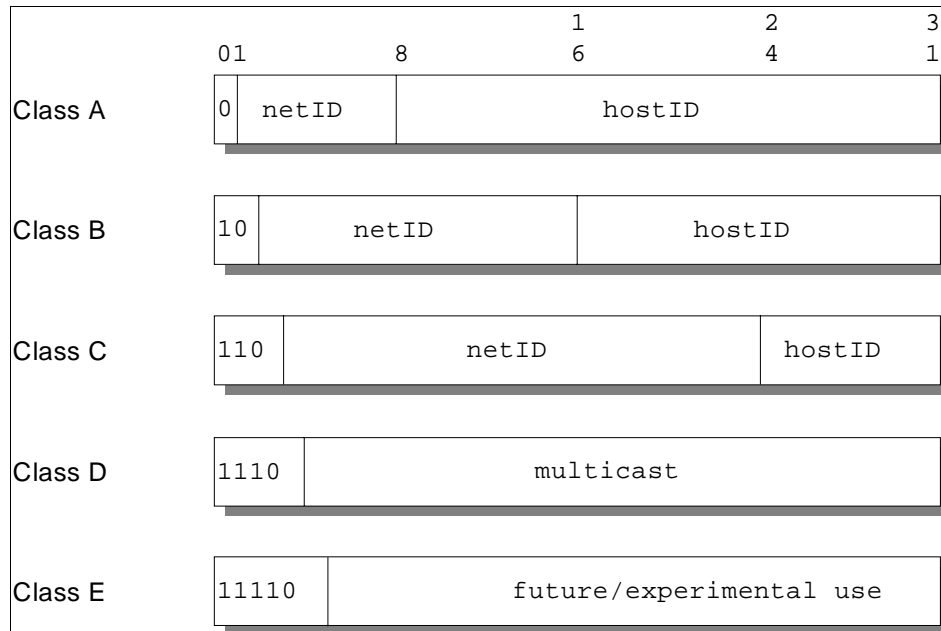 1 2 3
01 8 6 4 1
Class A 0 netID hostID
Class B 10 netID hostID
Class C 110 netID hostID
Class D 1110 multicast
Class E 11110 future/experimental use